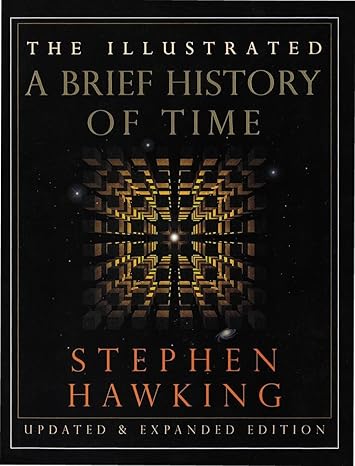 THE ILLUSTRATED
A BRIEF HISTORY
OF TIME
STEPHEN
HAWKING
UPDATED & EXPANDED EDITION